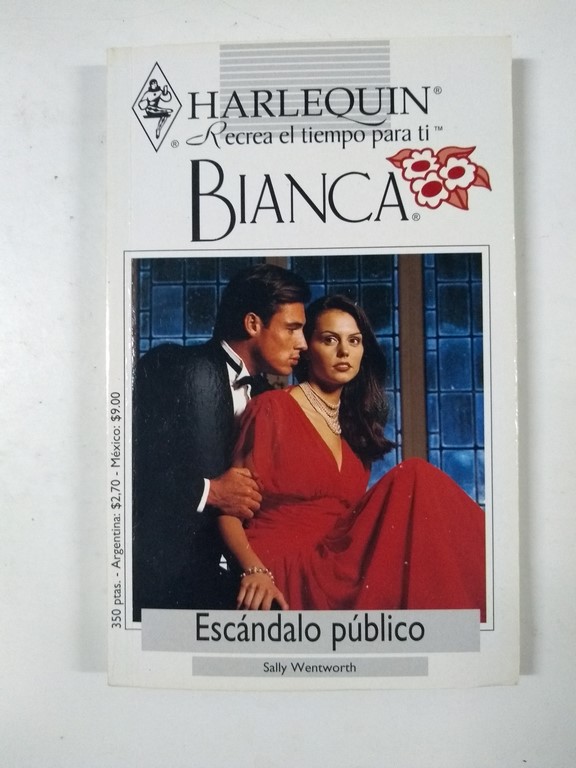 HARLEQUIN®
Recrea el tiempo para ti™
®
BIANCA®
350 ptas. - Argentina: $2,70 - México: $9.00
Escándalo público
Sally Wentworth